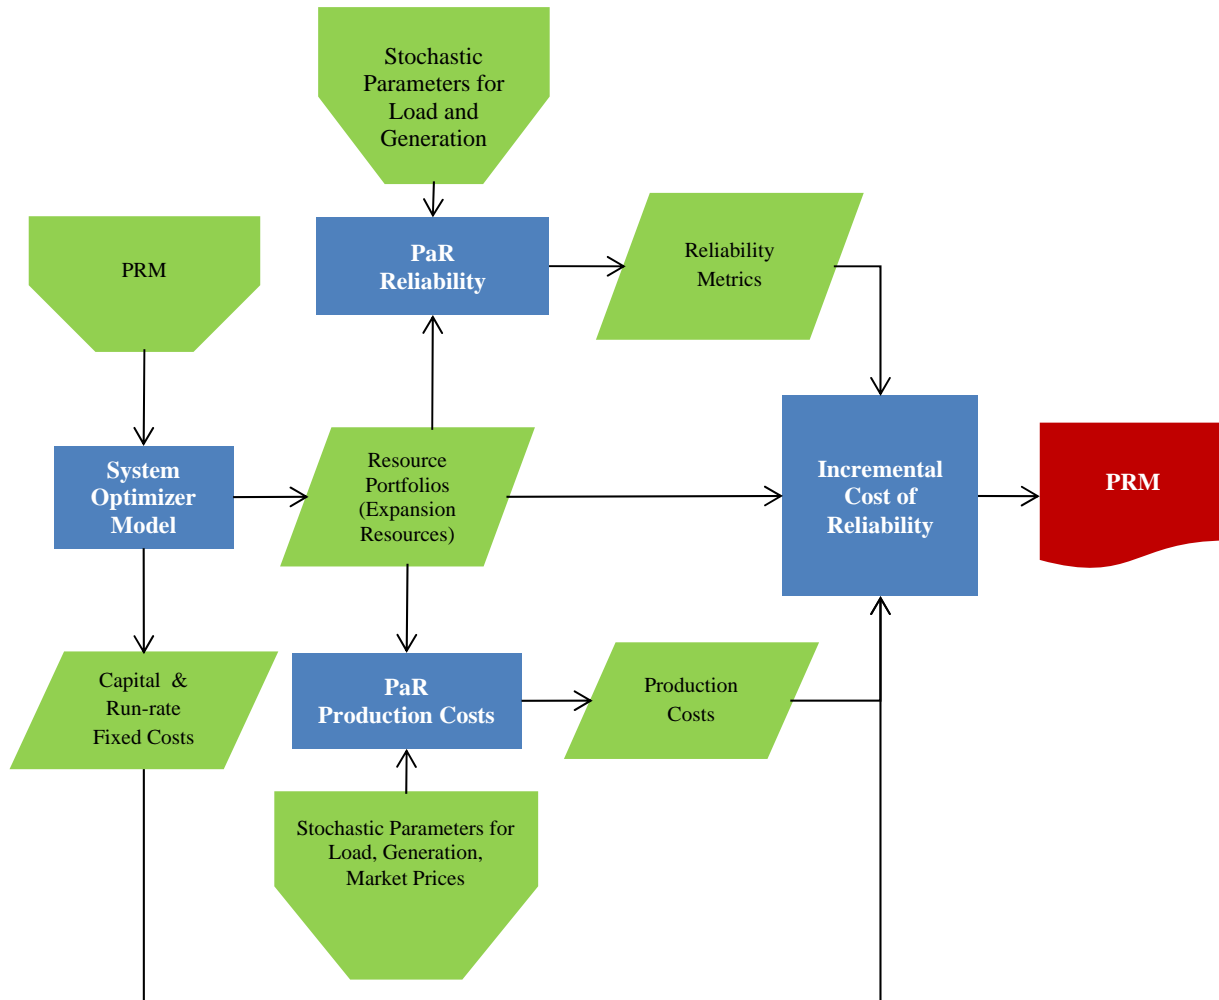 Stochastic
Parameters for
Load and
Generation
PRM
PaR
Reliability
Reliability
Metrics
System
Optimizer
Model
Resource
Portfolios
(Expansion
Resources)
Incremental
Cost of
Reliability
PRM
Capital & 
Run-rate
Fixed Costs
PaR
Production Costs
Production
Costs
Stochastic Parameters for
Load, Generation,
Market Prices